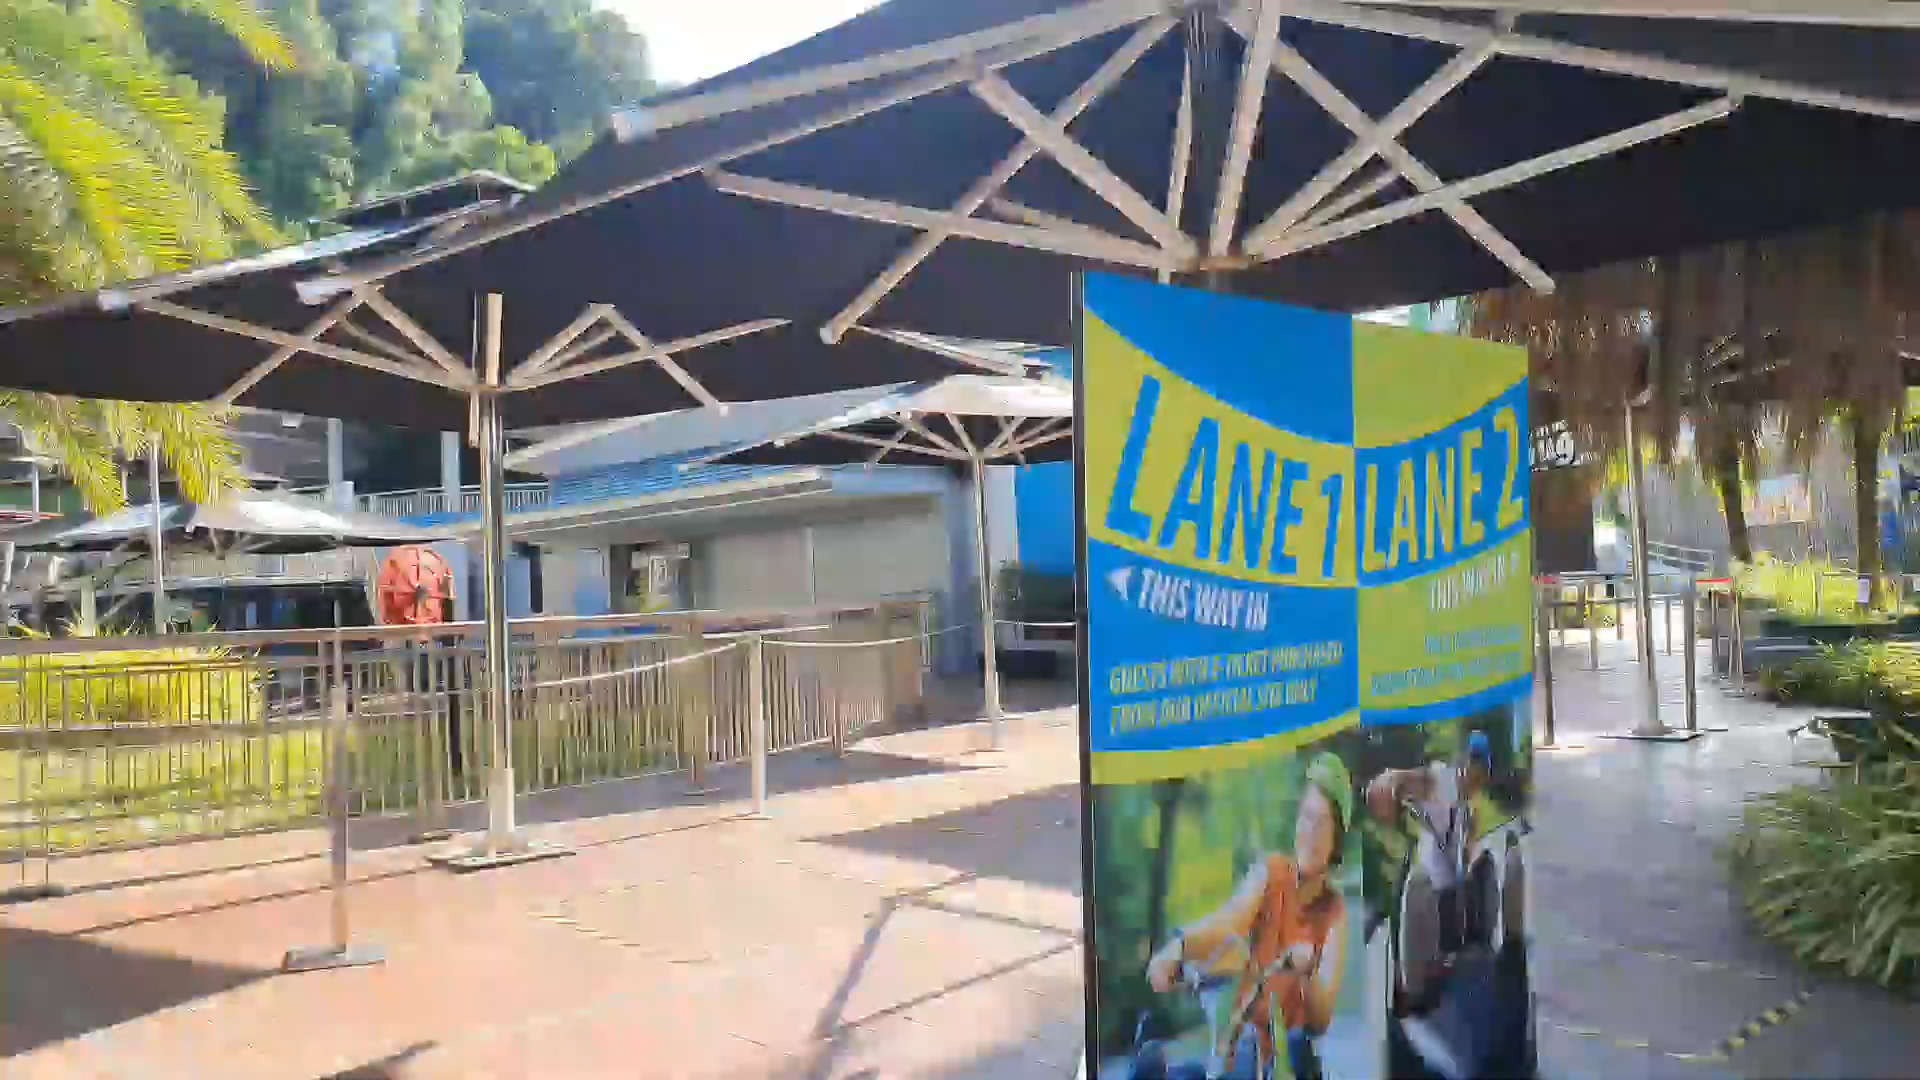 LANE 1
LANE 2
THIS WAY IN
THIS WAY IN
GUESTS WITH E-TICKET PURCHASED
FROM OUR OFFICIAL SITE ONLY